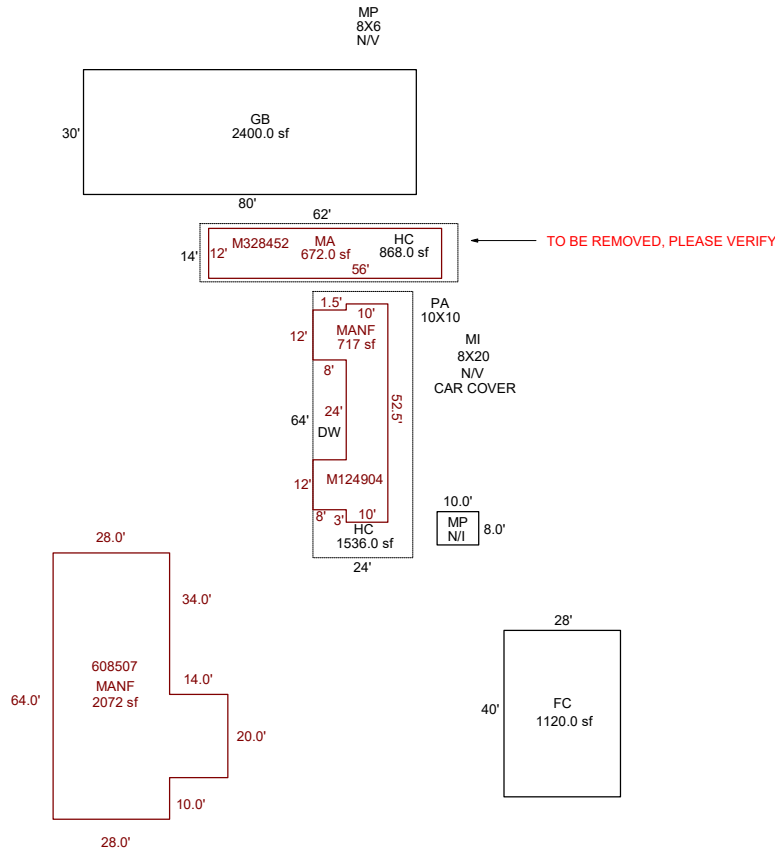 MP
8X6
N/V
GB
2400.0 sf
30'
80'
62'
M328452
MA
672.0 sf
HC
868.0 sf
14'
12'
56'
TO BE REMOVED, PLEASE VERIFY
1.5'
10'
PA
10X10
12'
MANF
717 sf
MI
8X20
N/V
CAR COVER
8'
24'
52.5'
64'
DW
12'
M124904
8'
3'
10'
HC
1536.0 sf
24'
10.0'
MP
N/I
8.0'
28.0'
34.0'
608507
MANF
2072 sf
14.0'
64.0'
20.0'
10.0'
28.0'
28'
40'
FC
1120.0 sf